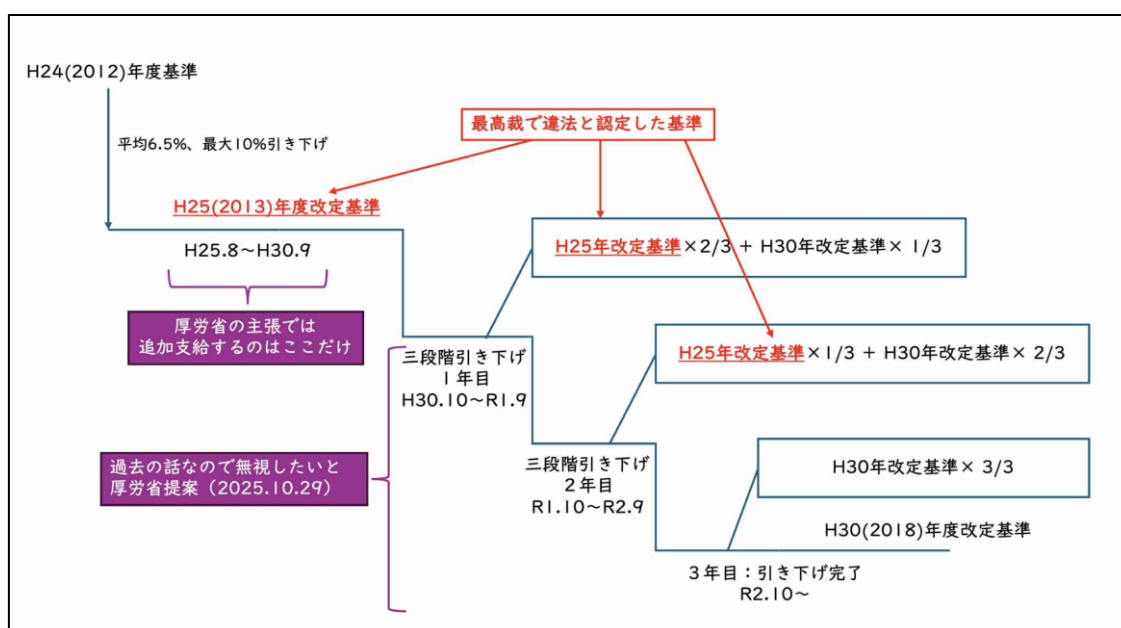 H24(2012)年度基準
平均6.5%、最大10%引き下げ
最高裁で違法と認定した基準
H25(2013)年度改定基準
H25.8～H30.9
厚労省の主張では
追加支給するのはここだけ
H25年改定基準×2/3 ＋ H30年改定基準× 1/3
三段階引き下げ
1年目
H30.10～R1.9
H25年改定基準×1/3 ＋ H30年改定基準× 2/3
過去の話なので無視したいと
厚労省提案（2025.10.29）
三段階引き下げ
2年目
R1.10～R2.9
H30年改定基準× 3/3
H30(2018)年度改定基準
3年目：引き下げ完了
R2.10～